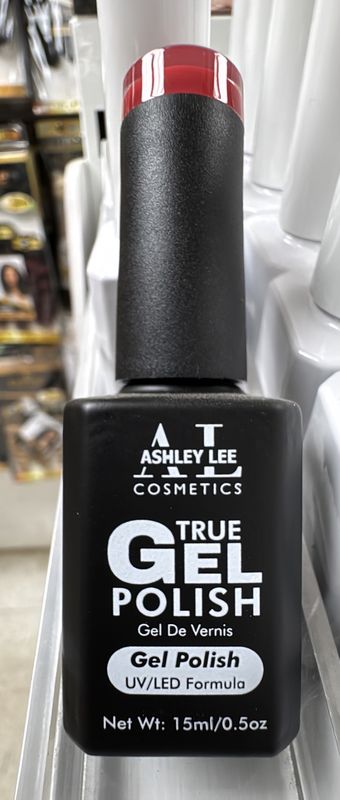 AL
ASHLEY LEE
COSMETICS
TRUE
GEL
POLISH
Gel De Vernis
Gel Polish
UV/LED Formula
Net Wt: 15ml/0.5oz